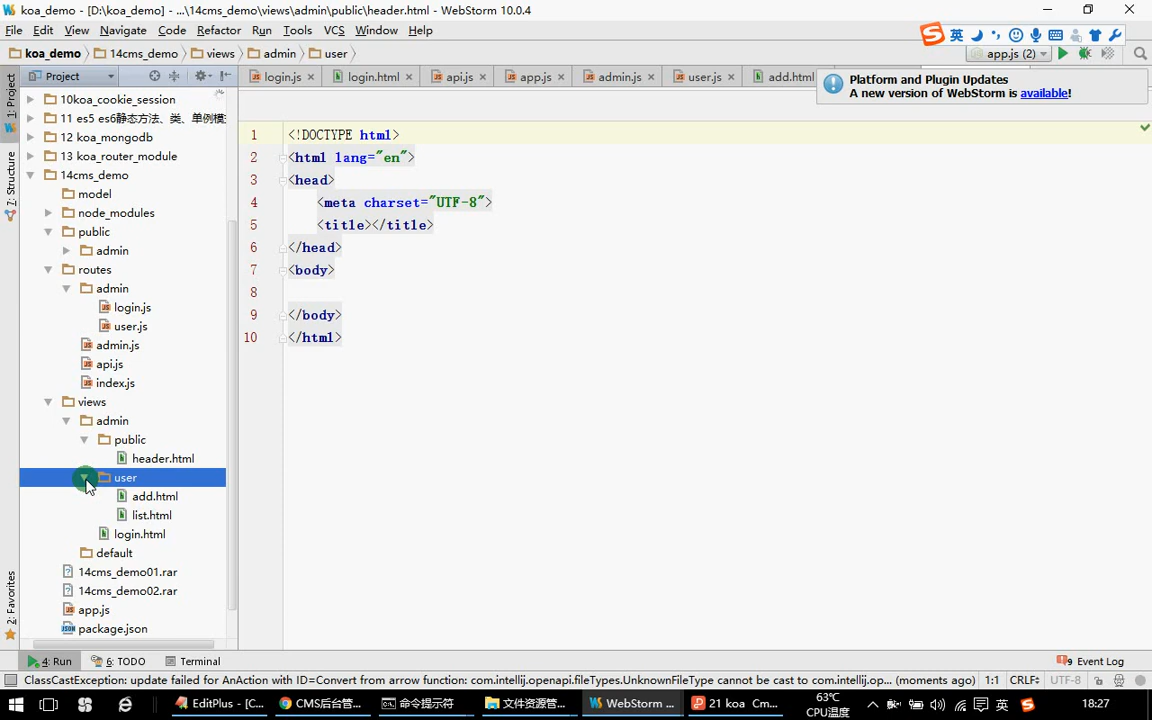 koa_demo - [D:\koa_demo] - ...\14cms_demo\views\admin\public\header.html - WebStorm 10.0.4
File Edit View Navigate Code Refactor Run Tools VCS Window Help
英
koa_demo 14cms_demo views admin user
app.js (2)
Project
login.js login.html api.js app.js admin.js user.js add.html
Platform and Plugin Updates
A new version of WebStorm is available!
1: Project
7: Structure
2: Favorites
10koa_cookie_session
11 es5 es6静态方法、类、单例模
12 koa_mongodb
13 koa_router_module
14cms_demo
model
node_modules
public
admin
routes
admin
login.js
user.js
admin.js
api.js
index.js
views
admin
public
header.html
user
add.html
list.html
login.html
default
14cms_demo01.rar
14cms_demo02.rar
app.js
package.json
1 <!DOCTYPE html>
2 <html lang="en">
3 <head>
4 <meta charset="UTF-8">
5 <title></title>
6 </head>
7 <body>
8
9 </body>
10 </html>
4: Run 6: TODO Terminal 9 Event Log
ClassCastException: update failed for AnAction with ID=Convert from arrow function: com.intellij.openapi.fileTypes.UnknownFileType cannot be cast to com.intellij.op... (moments ago) 1:1 CRLF UTF-8
EditPlus - [C... CMS后台管... 命令提示符 文件资源管... WebStorm ... 21 koa Cm... 63℃ CPU温度 英 18:27